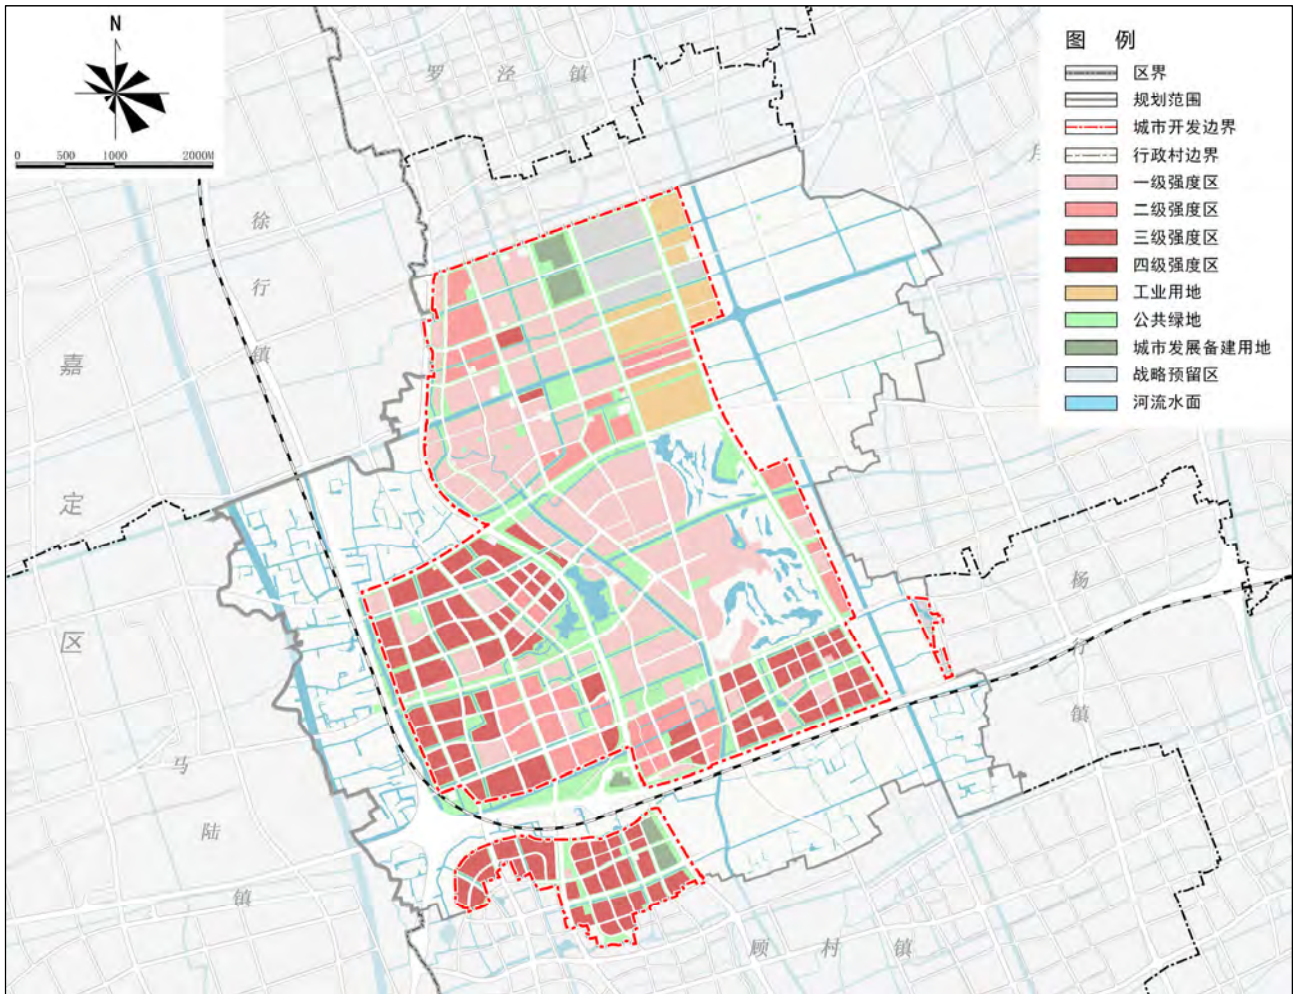 N
0 500 1000 2000M
图 例
区界
规划范围
城市开发边界
行政村边界
一级强度区
二级强度区
三级强度区
四级强度区
工业用地
公共绿地
城市发展备建用地
战略预留区
河流水面
罗 泾 镇
月
徐
行
镇
嘉
定
区
马
陆
镇
杨
行
镇
顾 村 镇